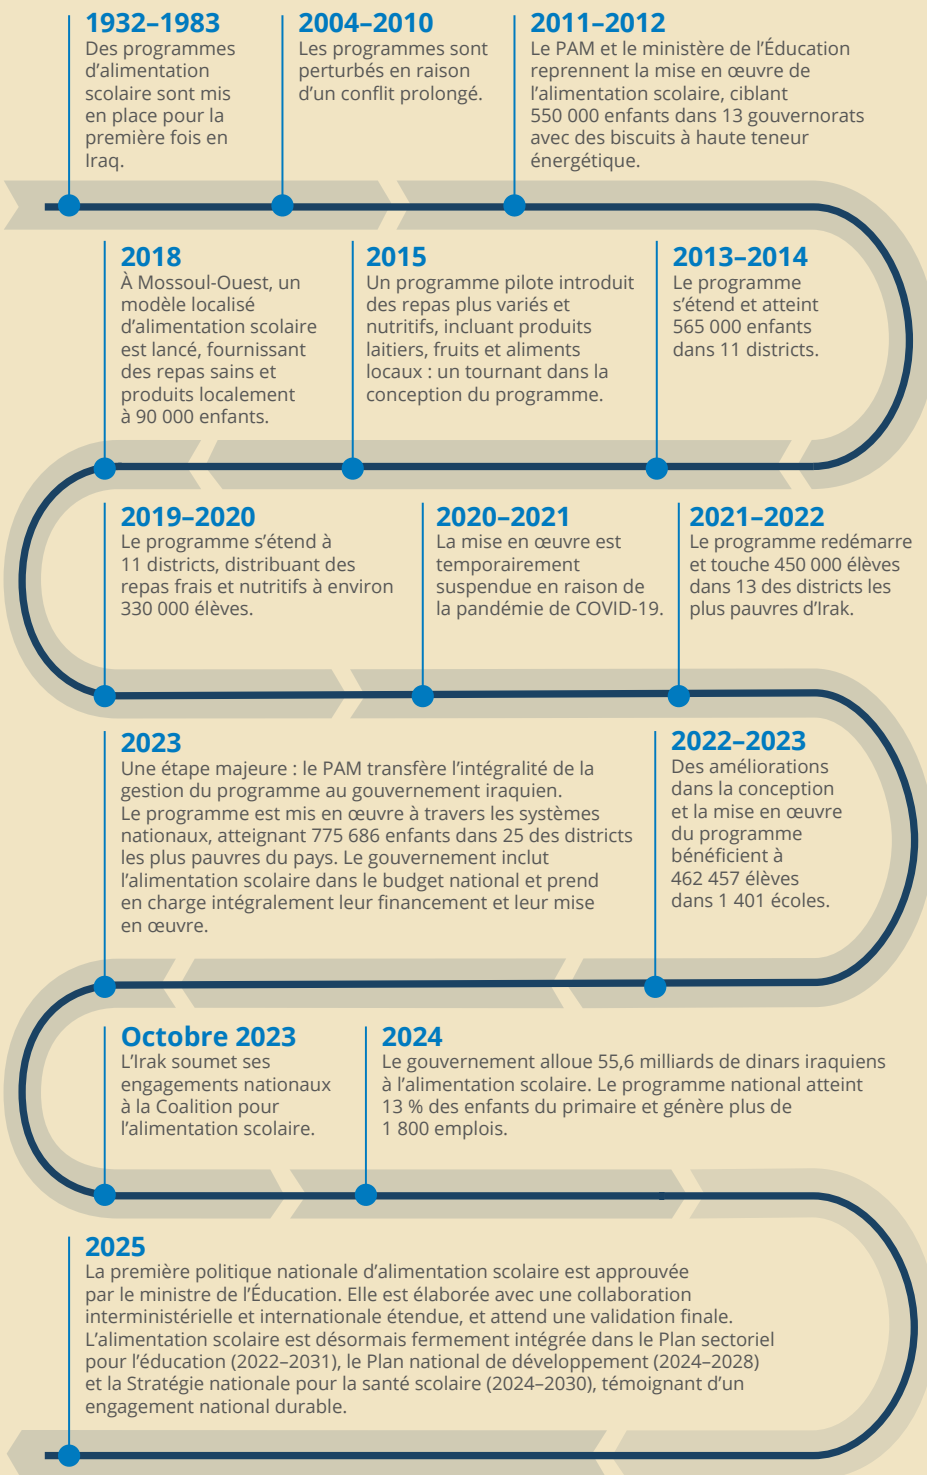 1932–1983
Des programmes
d’alimentation
scolaire sont mis
en place pour la
première fois en
Iraq.
2004–2010
Les programmes sont
perturbés en raison
d’un conflit prolongé.
2011–2012
Le PAM et le ministère de l’Éducation
reprennent la mise en œuvre de
l’alimentation scolaire, ciblant
550 000 enfants dans 13 gouvernorats
avec des biscuits à haute teneur
énergétique.
2013–2014
Le programme
s’étend et atteint
565 000 enfants
dans 11 districts.
2015
Un programme pilote introduit
des repas plus variés et
nutritifs, incluant produits
laitiers, fruits et aliments
locaux : un tournant dans la
conception du programme.
2018
À Mossoul-Ouest, un
modèle localisé
d’alimentation scolaire
est lancé, fournissant
des repas sains et
produits localement
à 90 000 enfants.
2019–2020
Le programme s’étend à
11 districts, distribuant des
repas frais et nutritifs à environ
330 000 élèves.
2020–2021
La mise en œuvre est
temporairement
suspendue en raison de
la pandémie de COVID-19.
2021–2022
Le programme redémarre
et touche 450 000 élèves
dans 13 des districts les
plus pauvres d’Irak.
2022–2023
Des améliorations
dans la conception
et la mise en œuvre
du programme
bénéficient à
462 457 élèves
dans 1 401 écoles.
2023
Une étape majeure : le PAM transfère l’intégralité de la
gestion du programme au gouvernement iraquien.
Le programme est mis en œuvre à travers les systèmes
nationaux, atteignant 775 686 enfants dans 25 des districts
les plus pauvres du pays. Le gouvernement inclut
l’alimentation scolaire dans le budget national et prend
en charge intégralement leur financement et leur mise
en œuvre.
Octobre 2023
L’Irak soumet ses
engagements nationaux
à la Coalition pour
l’alimentation scolaire.
2024
Le gouvernement alloue 55,6 milliards de dinars iraquiens
à l’alimentation scolaire. Le programme national atteint
13 % des enfants du primaire et génère plus de
1 800 emplois.
2025
La première politique nationale d’alimentation scolaire est approuvée
par le ministre de l’Éducation. Elle est élaborée avec une collaboration
interministérielle et internationale étendue, et attend une validation finale.
L’alimentation scolaire est désormais fermement intégrée dans le Plan sectoriel
pour l’éducation (2022–2031), le Plan national de développement (2024–2028)
et la Stratégie nationale pour la santé scolaire (2024–2030), témoignant d’un
engagement national durable.